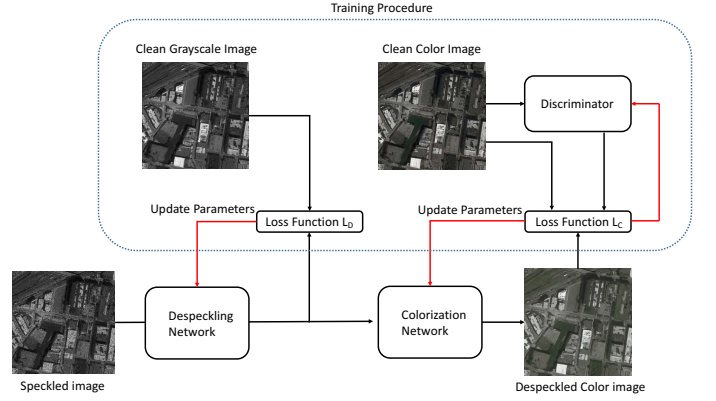 Training Procedure
Clean Grayscale Image
Clean Color Image
Discriminator
Update Parameters
Loss Function L_D
Update Parameters
Loss Function L_C
Despeckling
Network
Colorization
Network
Speckled image
Despeckled Color image